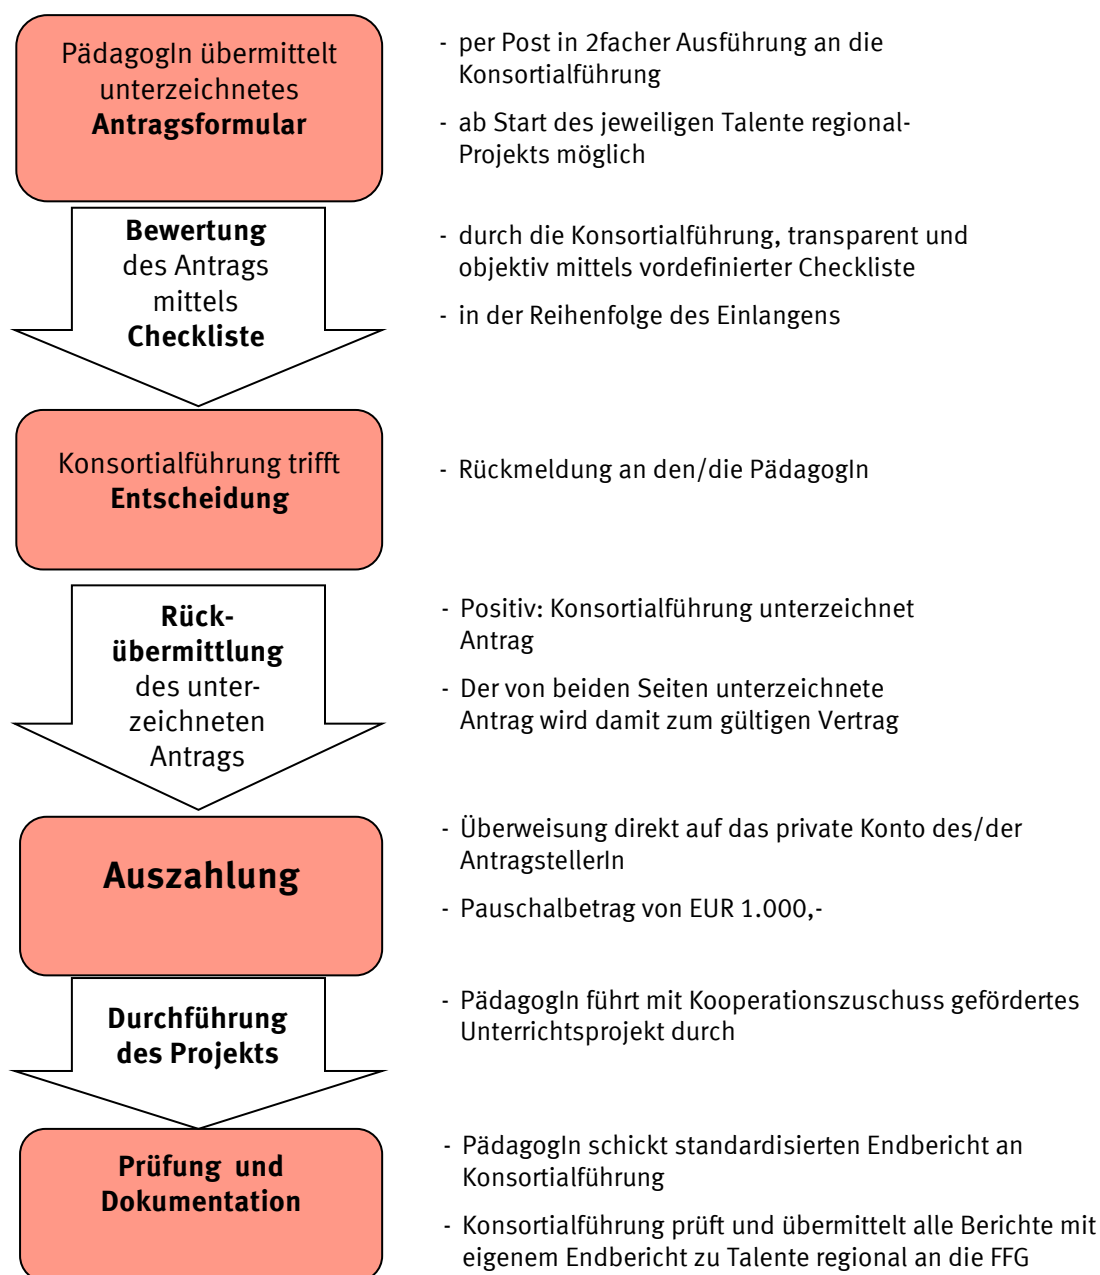 PädagogIn übermittelt
unterzeichnetes
Antragsformular
- per Post in 2facher Ausführung an die
Konsortialführung
- ab Start des jeweiligen Talente regional-
Projekts möglich
Bewertung
des Antrags
mittels
Checkliste
- durch die Konsortialführung, transparent und
objektiv mittels vordefinierter Checkliste
- in der Reihenfolge des Einlangens
Konsortialführung trifft
Entscheidung
- Rückmeldung an den/die PädagogIn
Rück-
übermittlung
des unter-
zeichneten
Antrags
- Positiv: Konsortialführung unterzeichnet
Antrag
- Der von beiden Seiten unterzeichnete
Antrag wird damit zum gültigen Vertrag
Auszahlung
- Überweisung direkt auf das private Konto des/der
AntragstellerIn
- Pauschalbetrag von EUR 1.000,-
Durchführung
des Projekts
- PädagogIn führt mit Kooperationszuschuss gefördertes
Unterrichtsprojekt durch
Prüfung und
Dokumentation
- PädagogIn schickt standardisierten Endbericht an
Konsortialführung
- Konsortialführung prüft und übermittelt alle Berichte mit
eigenem Endbericht zu Talente regional an die FFG